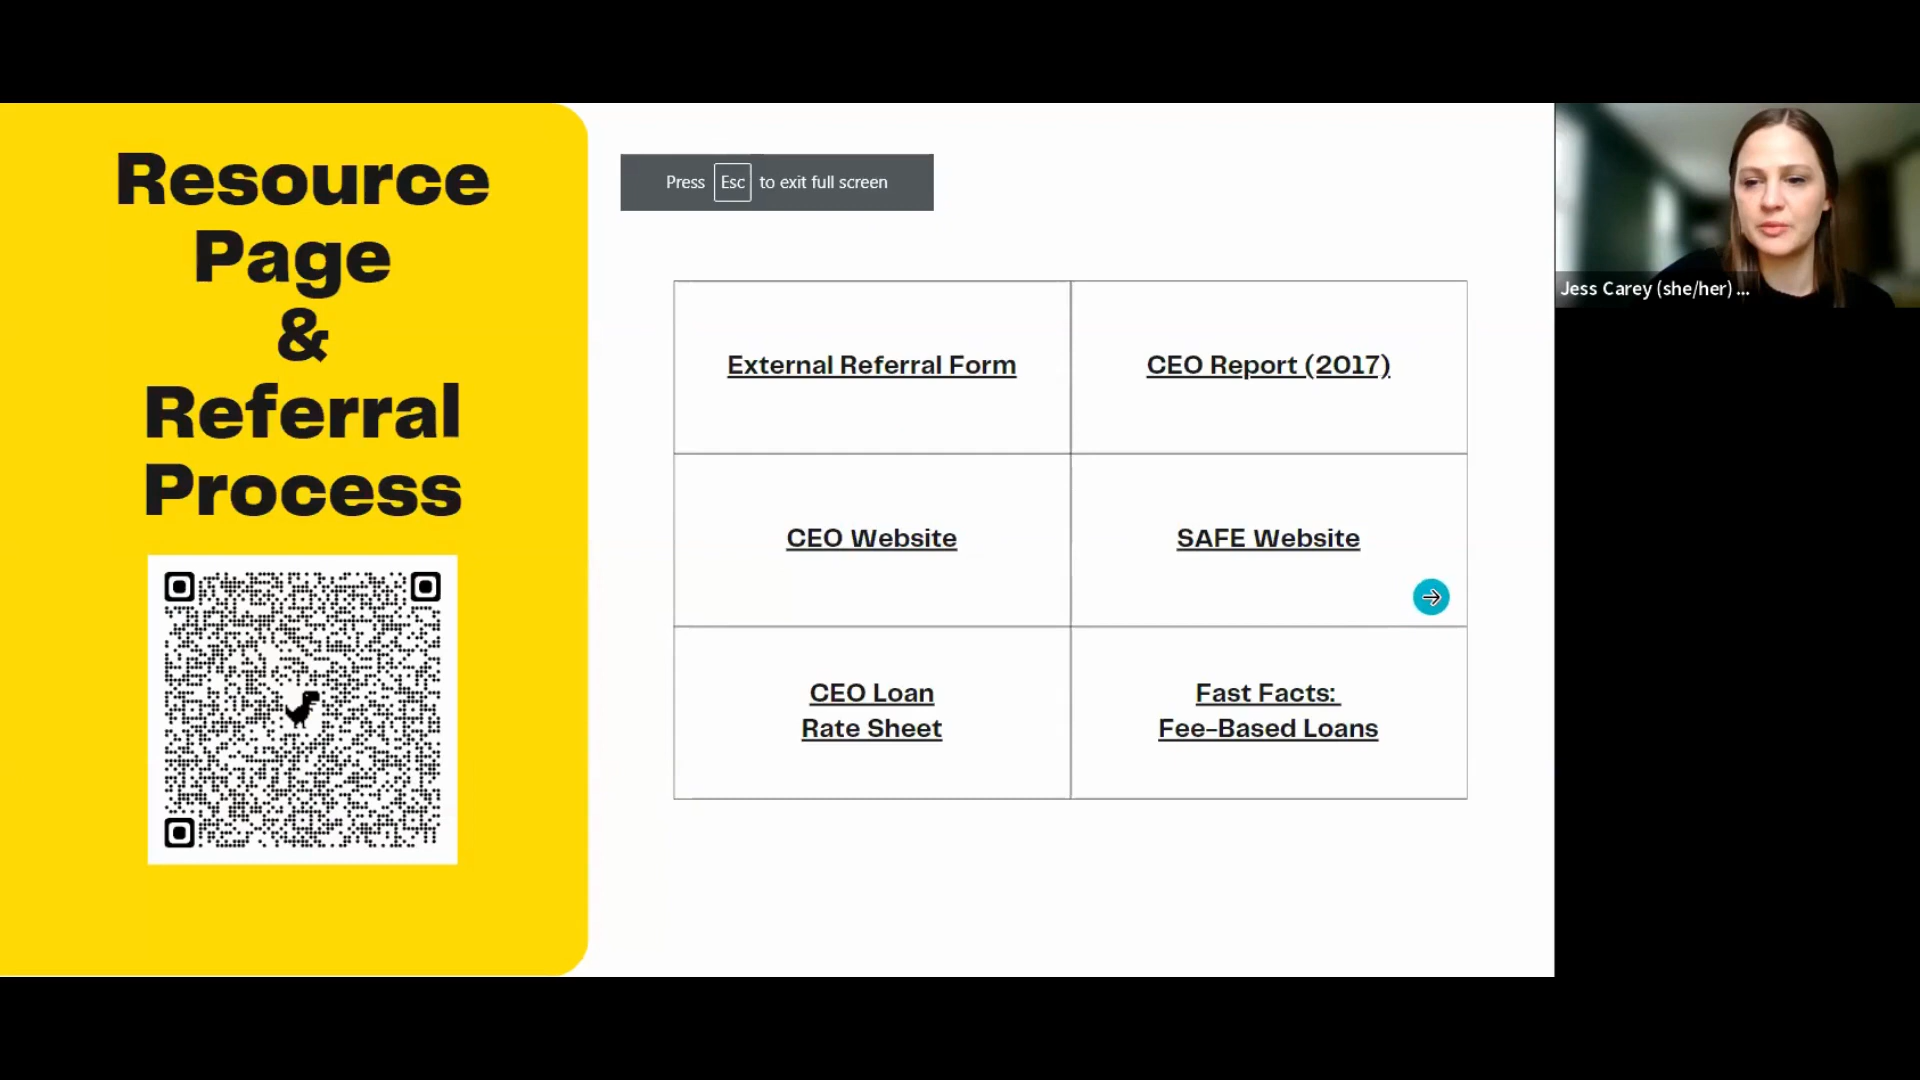 Resource
Page
&
Referral
Process
Press Esc to exit full screen
External Referral Form
CEO Report (2017)
CEO Website
SAFE Website
CEO Loan
Rate Sheet
Fast Facts:
Fee-Based Loans
Jess Carey (she/her) ...